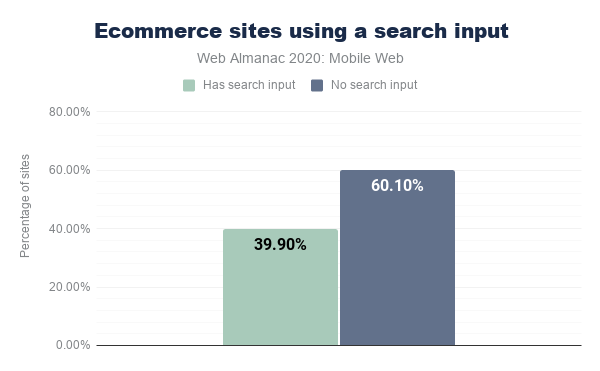 Ecommerce sites using a search input
Web Almanac 2020: Mobile Web
Has search input
No search input
Percentage of sites
80.00%
60.00%
40.00%
20.00%
0.00%
39.90%
60.10%